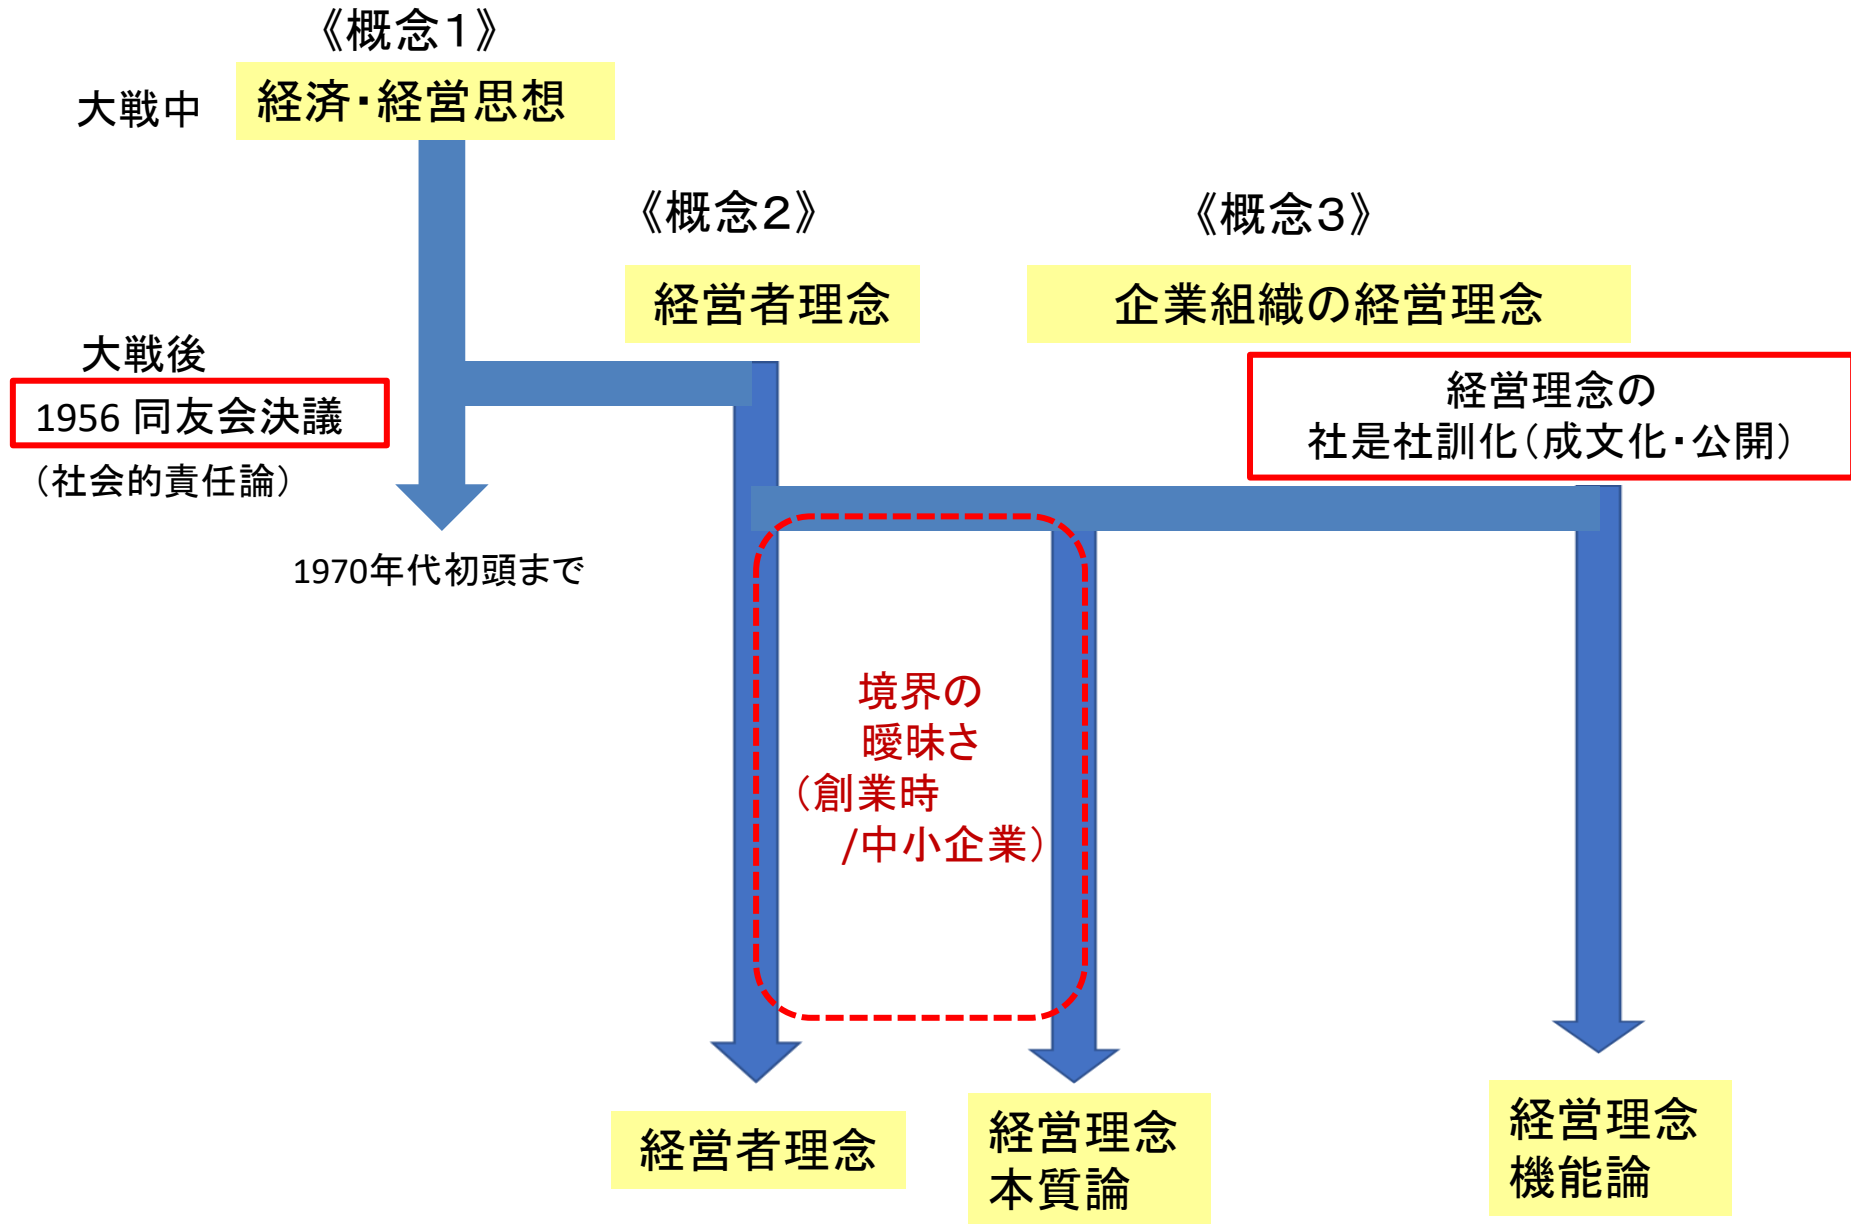 《概念１》
大戦中
経済・経営思想
《概念２》
《概念３》
経営者理念
企業組織の経営理念
大戦後
1956 同友会決議
（社会的責任論）
経営理念の
社是社訓化（成文化・公開）
1970年代初頭まで
境界の
曖昧さ
（創業時
/中小企業）
経営者理念
経営理念
本質論
経営理念
機能論